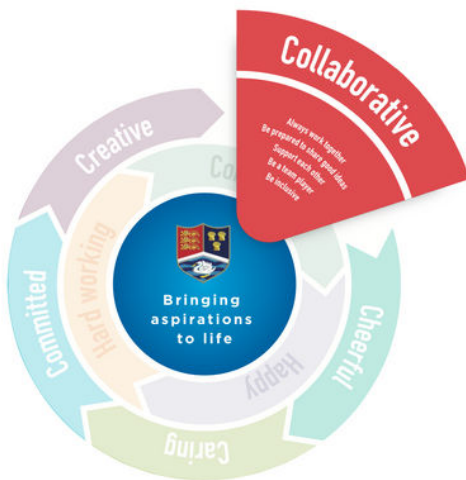 Collaborative
Always work together
Be prepared to share good ideas
Support each other
Be a team player
Be inclusive
Creative
Committed
Caring
Cheerful
Hard working
Happy
Bringing
aspirations
to life